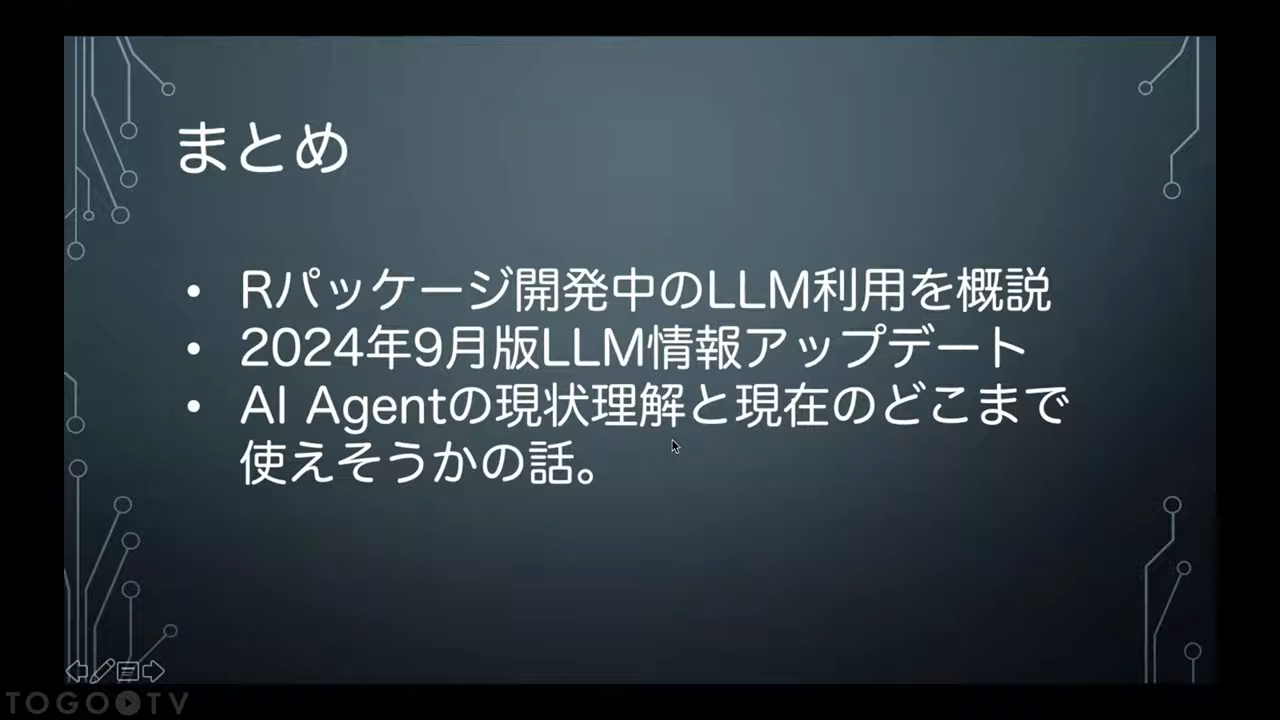 まとめ
• Rパッケージ開発中のLLM利用を概説
• 2024年9月版LLM情報アップデート
• AI Agentの現状理解と現在のどこまで
使えそうかの話。
TOGOTV